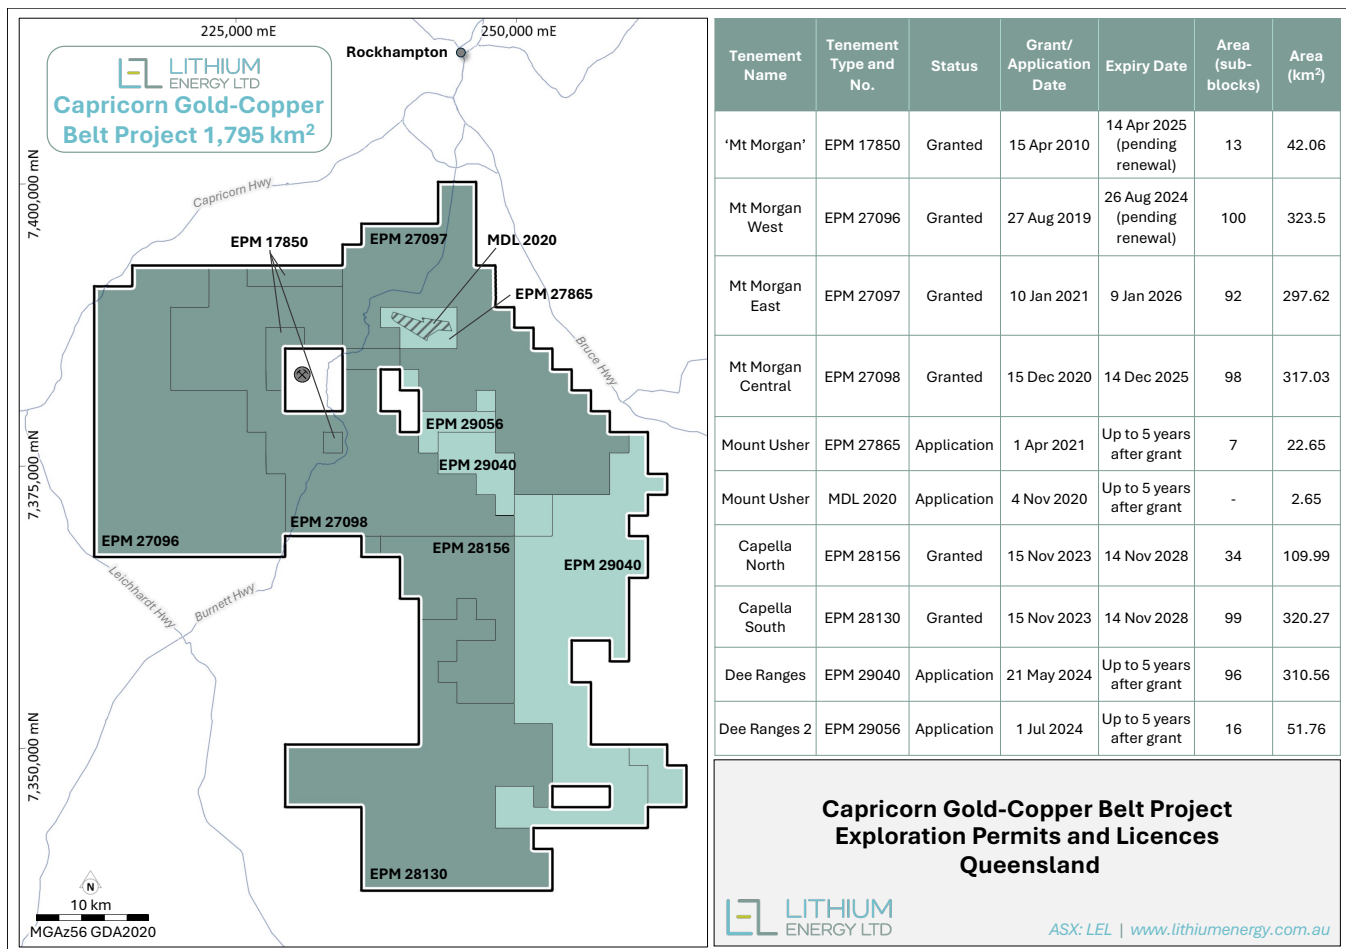 225,000 mE
250,000 mE
Rockhampton
LITHIUM
ENERGY LTD
Capricorn Gold-Copper
Belt Project 1,795 km²
7,400,000 mN
7,375,000 mN
7,350,000 mN
Capricorn Hwy
EPM 17850
EPM 27097
MDL 2020
EPM 27865
Bruce Hwy
EPM 29056
EPM 29040
EPM 27098
EPM 27096
EPM 28156
EPM 29040
Leichhardt Hwy
Burnett Hwy
EPM 28130
N
10 km
MGAz56 GDA2020
Tenement Name
Tenement Type and No.
Status
Grant/ Application Date
Expiry Date
Area (sub-blocks)
Area (km²)
‘Mt Morgan’ EPM 17850 Granted 15 Apr 2010 14 Apr 2025 (pending renewal) 13 42.06
Mt Morgan West EPM 27096 Granted 27 Aug 2019 26 Aug 2024 (pending renewal) 100 323.5
Mt Morgan East EPM 27097 Granted 10 Jan 2021 9 Jan 2026 92 297.62
Mt Morgan Central EPM 27098 Granted 15 Dec 2020 14 Dec 2025 98 317.03
Mount Usher EPM 27865 Application 1 Apr 2021 Up to 5 years after grant 7 22.65
Mount Usher MDL 2020 Application 4 Nov 2020 Up to 5 years after grant - 2.65
Capella North EPM 28156 Granted 15 Nov 2023 14 Nov 2028 34 109.99
Capella South EPM 28130 Granted 15 Nov 2023 14 Nov 2028 99 320.27
Dee Ranges EPM 29040 Application 21 May 2024 Up to 5 years after grant 96 310.56
Dee Ranges 2 EPM 29056 Application 1 Jul 2024 Up to 5 years after grant 16 51.76
Capricorn Gold-Copper Belt Project
Exploration Permits and Licences
Queensland
LITHIUM
ENERGY LTD
ASX: LEL | www.lithiumenergy.com.au